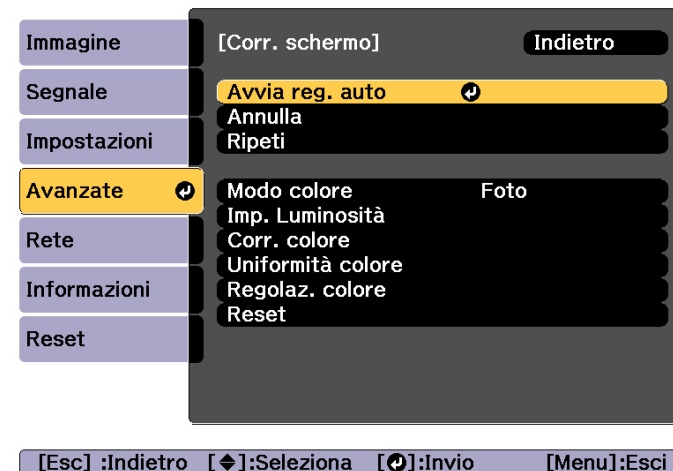 Immagine
Segnale
Impostazioni
Avanzate
Rete
Informazioni
Reset
[Corr. schermo] Indietro
Avvia reg. auto
Annulla
Ripeti
Modo colore Foto
Imp. Luminosità
Corr. colore
Uniformità colore
Regolaz. colore
Reset
[Esc] :Indietro [◆]:Seleziona [↵]:Invio [Menu]:Esci